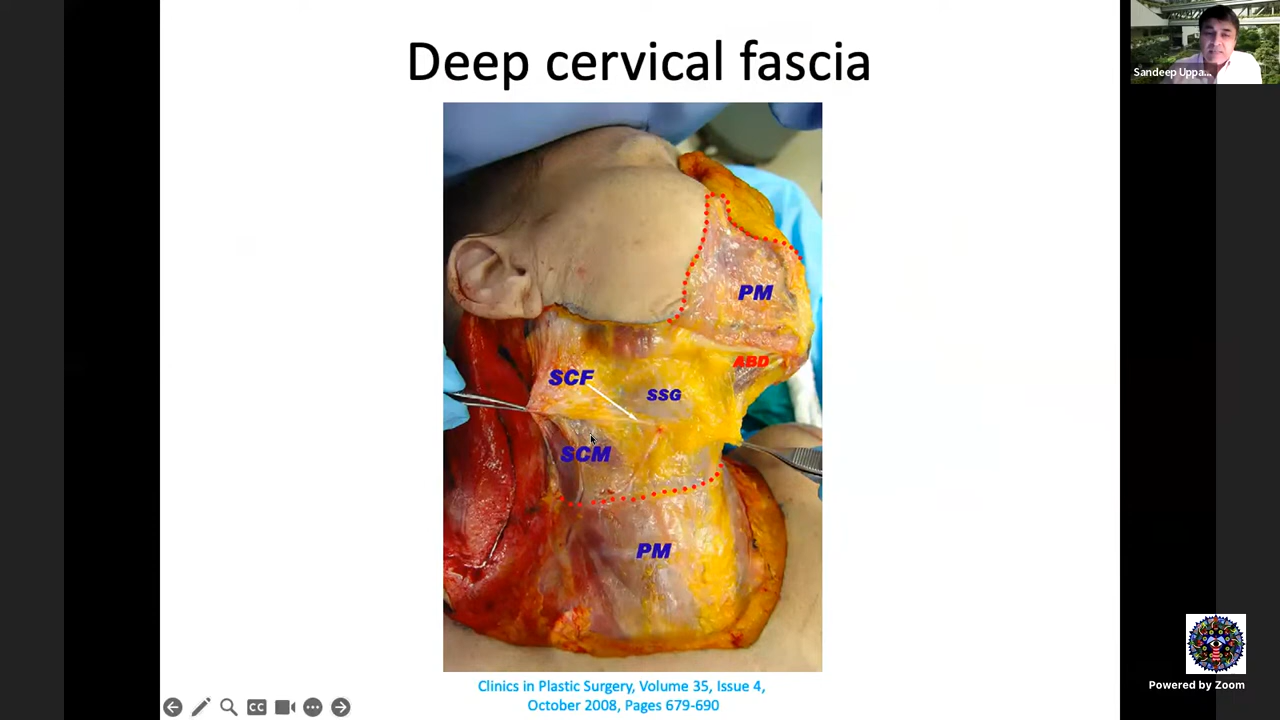 Deep cervical fascia
Sandeep Uppa...
PM
ABD
SCF
SSG
SCM
PM
Clinics in Plastic Surgery, Volume 35, Issue 4,
October 2008, Pages 679-690
CC
Powered by Zoom